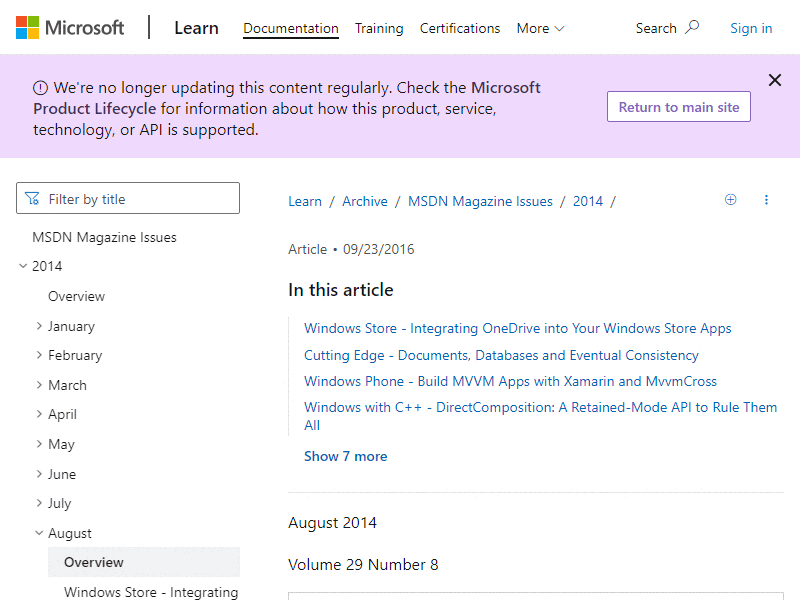 Microsoft
Learn
Documentation
Training
Certifications
More
Search
Sign in
We're no longer updating this content regularly. Check the Microsoft
Product Lifecycle for information about how this product, service,
technology, or API is supported.
Return to main site
Filter by title
MSDN Magazine Issues
2014
Overview
January
February
March
April
May
June
July
August
Overview
Windows Store - Integrating
Learn / Archive / MSDN Magazine Issues / 2014 /
Article • 09/23/2016
In this article
Windows Store - Integrating OneDrive into Your Windows Store Apps
Cutting Edge - Documents, Databases and Eventual Consistency
Windows Phone - Build MVVM Apps with Xamarin and MvvmCross
Windows with C++ - DirectComposition: A Retained-Mode API to Rule Them
All
Show 7 more
August 2014
Volume 29 Number 8